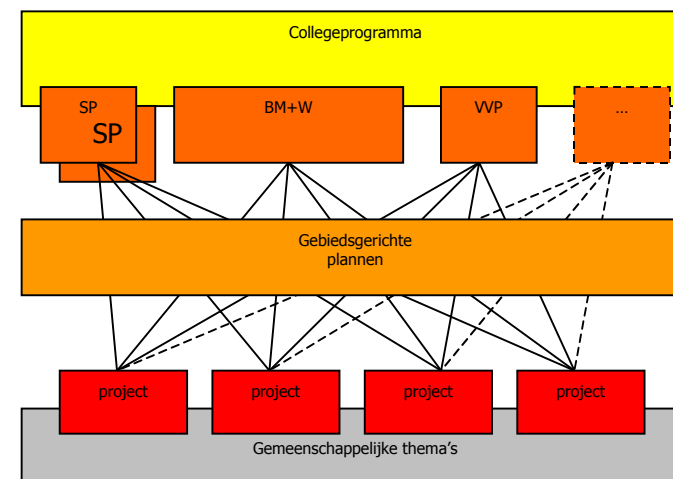 Collegeprogramma
SP
SP
BM+W
VVP
...
Gebiedsgerichte
plannen
project
project
project
project
Gemeenschappelijke thema's